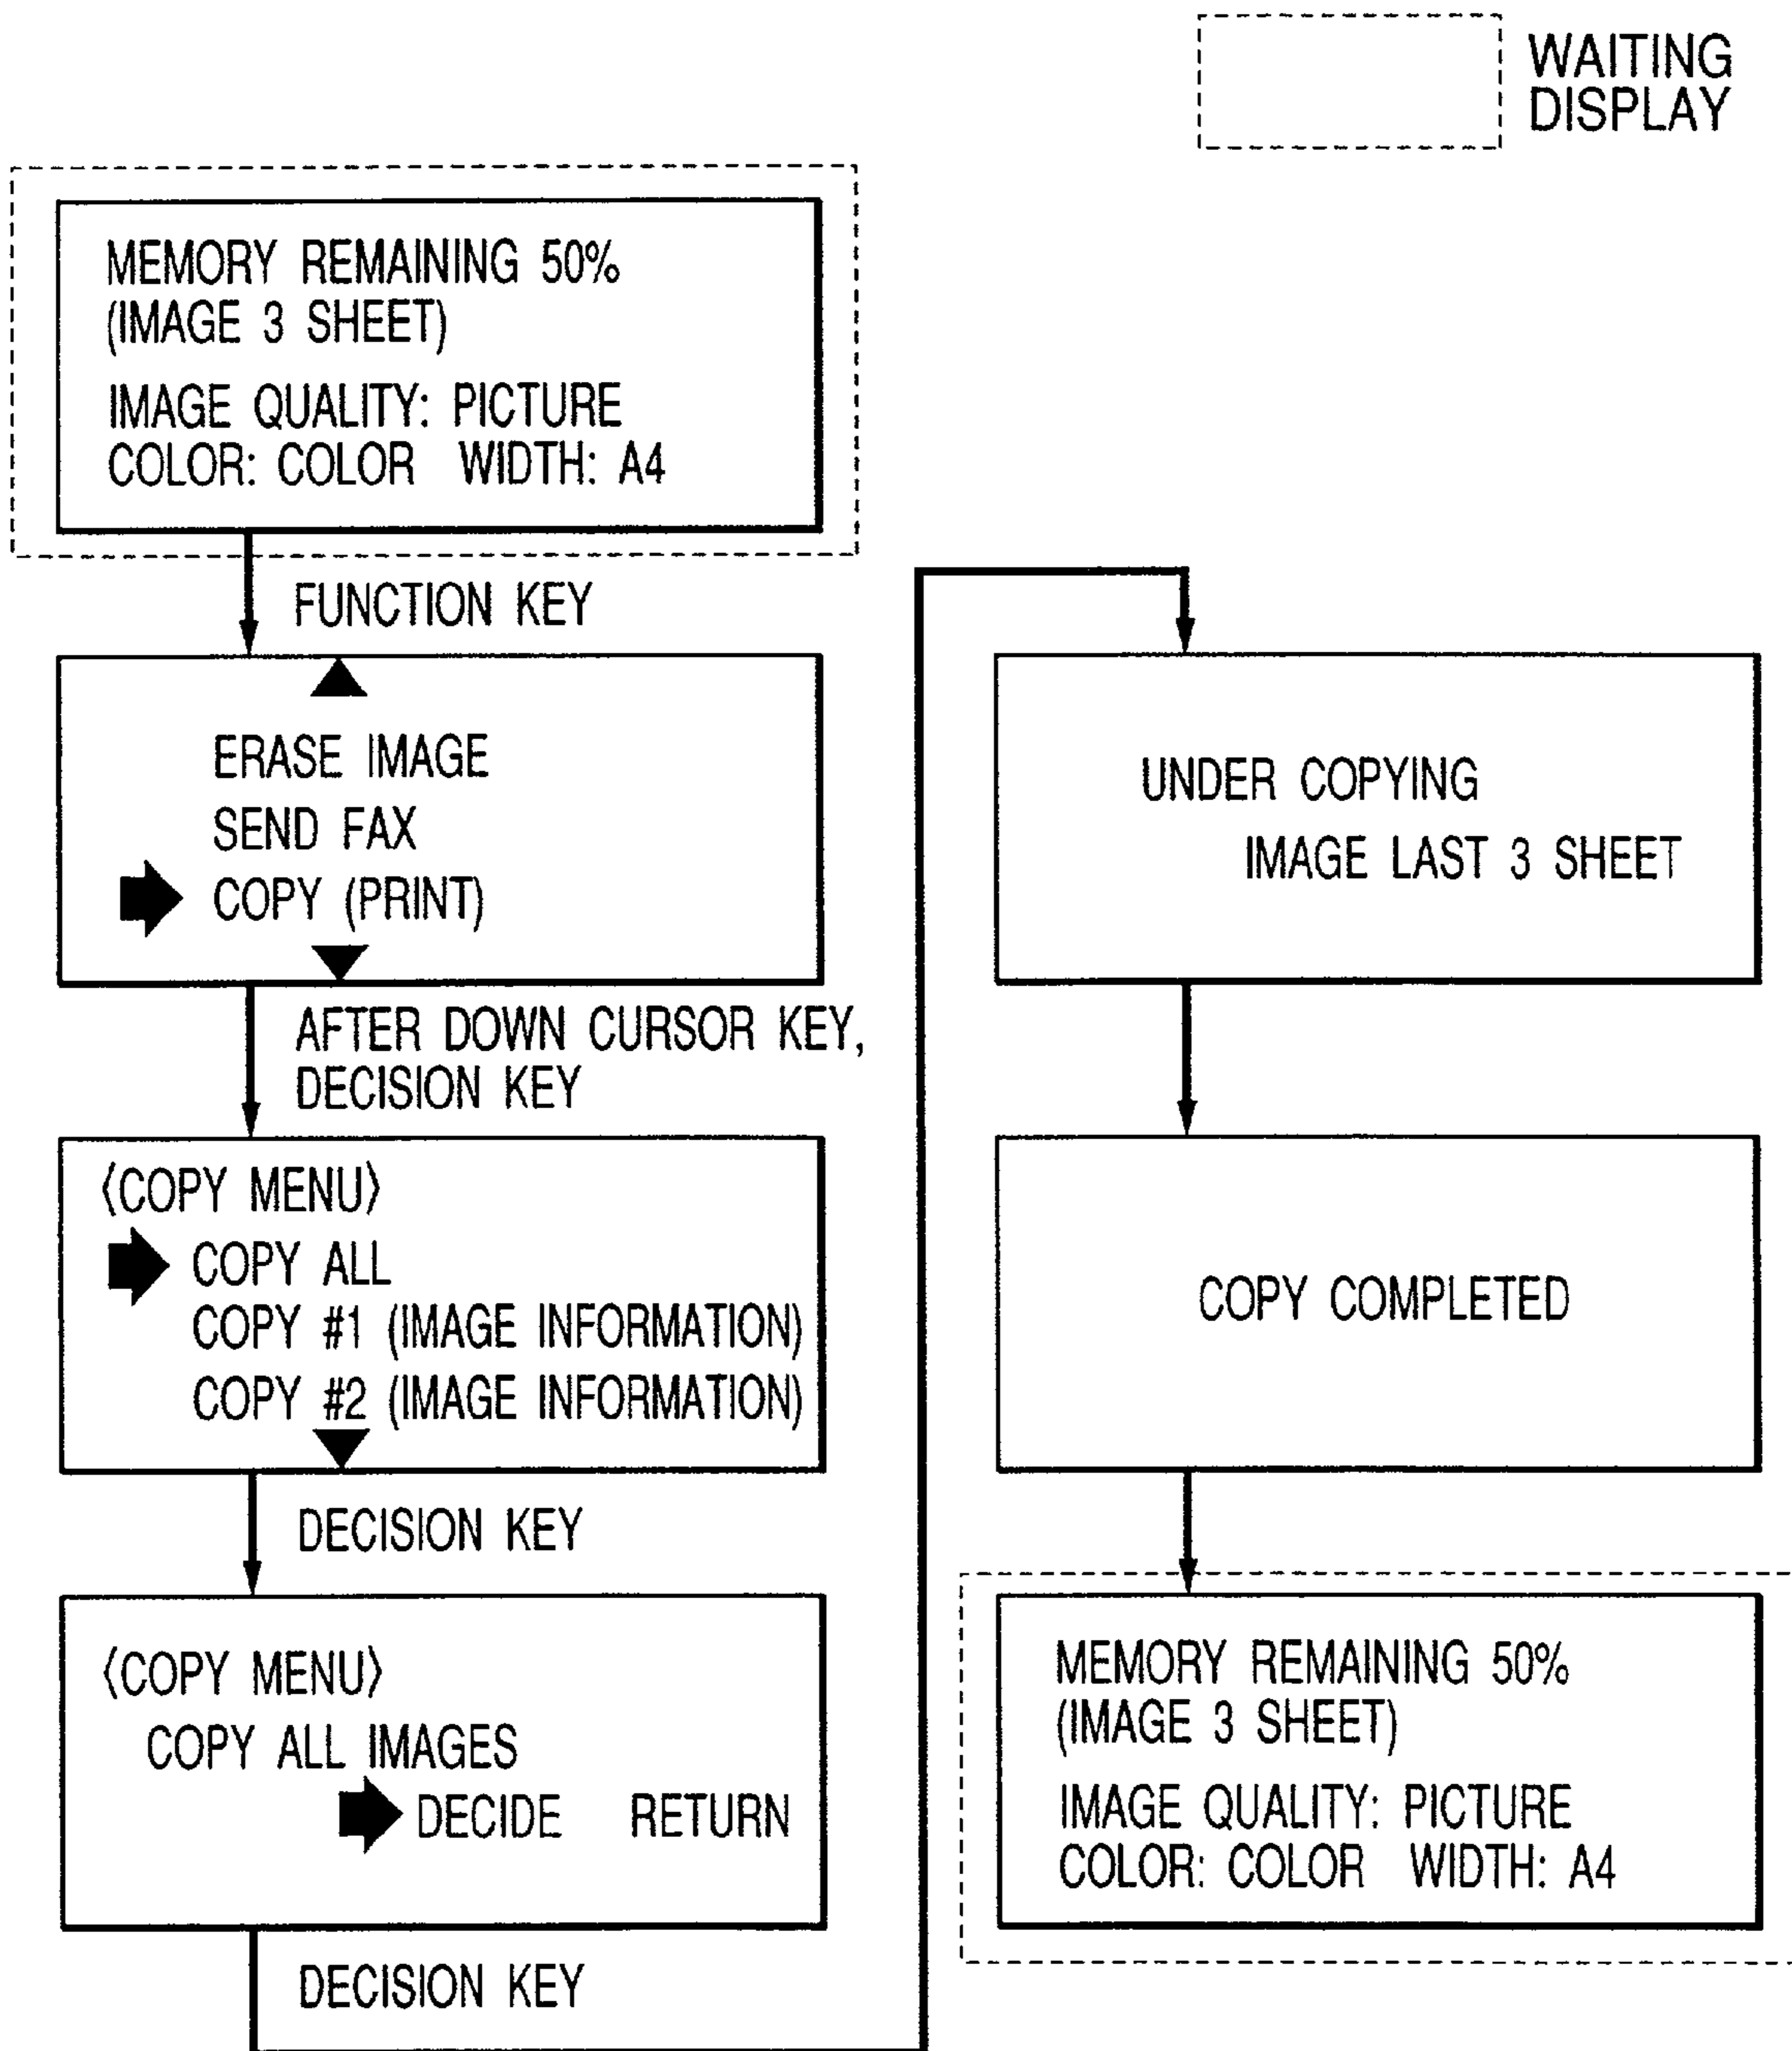 WAITING
DISPLAY
MEMORY REMAINING 50%
(IMAGE 3 SHEET)
IMAGE QUALITY: PICTURE
COLOR: COLOR WIDTH: A4
FUNCTION KEY
ERASE IMAGE
SEND FAX
COPY (PRINT)
AFTER DOWN CURSOR KEY,
DECISION KEY
〈COPY MENU〉
COPY ALL
COPY #1 (IMAGE INFORMATION)
COPY #2 (IMAGE INFORMATION)
DECISION KEY
〈COPY MENU〉
COPY ALL IMAGES
DECIDE RETURN
DECISION KEY
UNDER COPYING
IMAGE LAST 3 SHEET
COPY COMPLETED
MEMORY REMAINING 50%
(IMAGE 3 SHEET)
IMAGE QUALITY: PICTURE
COLOR: COLOR WIDTH: A4